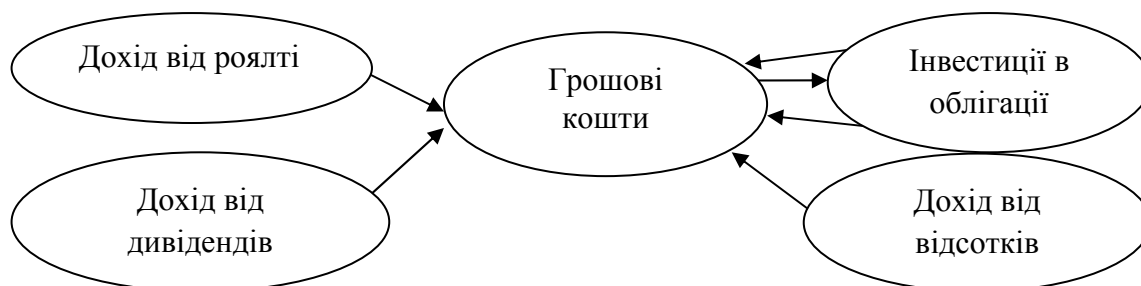 Дохід від роялті
Грошові
кошти
Інвестиції в
облігації
Дохід від
дивідендів
Дохід від
відсотків